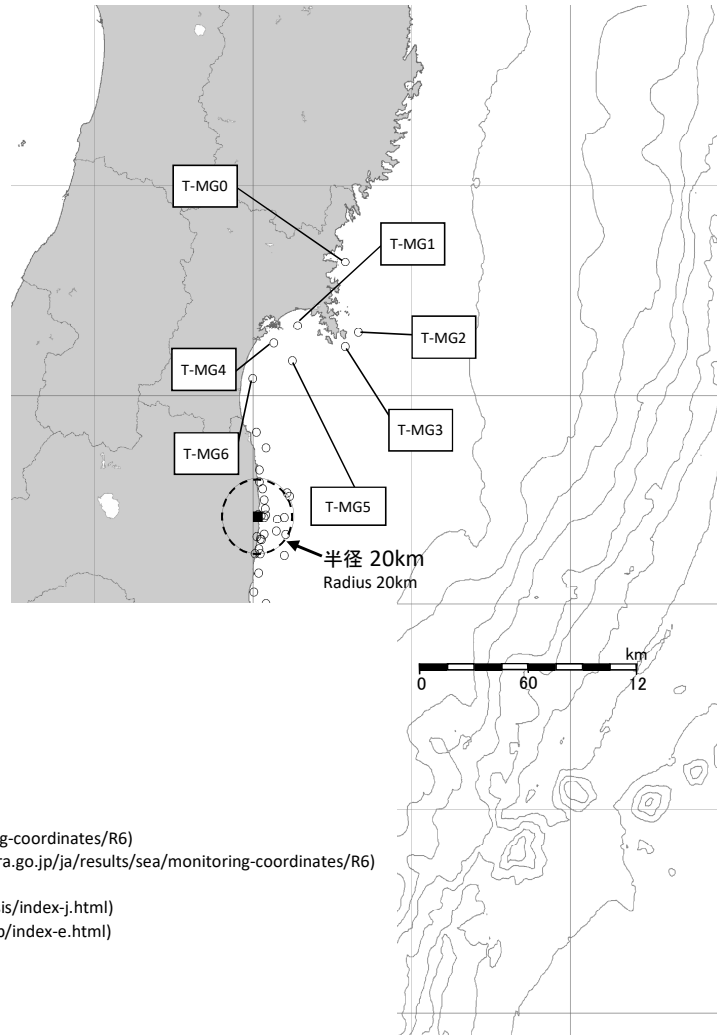 T-MG0
T-MG1
T-MG2
T-MG4
T-MG3
T-MG6
T-MG5
半径 20km
Radius 20km
km
0
60
12
g-coordinates/R6)
ra.go.jp/ja/results/sea/monitoring-coordinates/R6)
sis/index-j.html)
p/index-e.html)